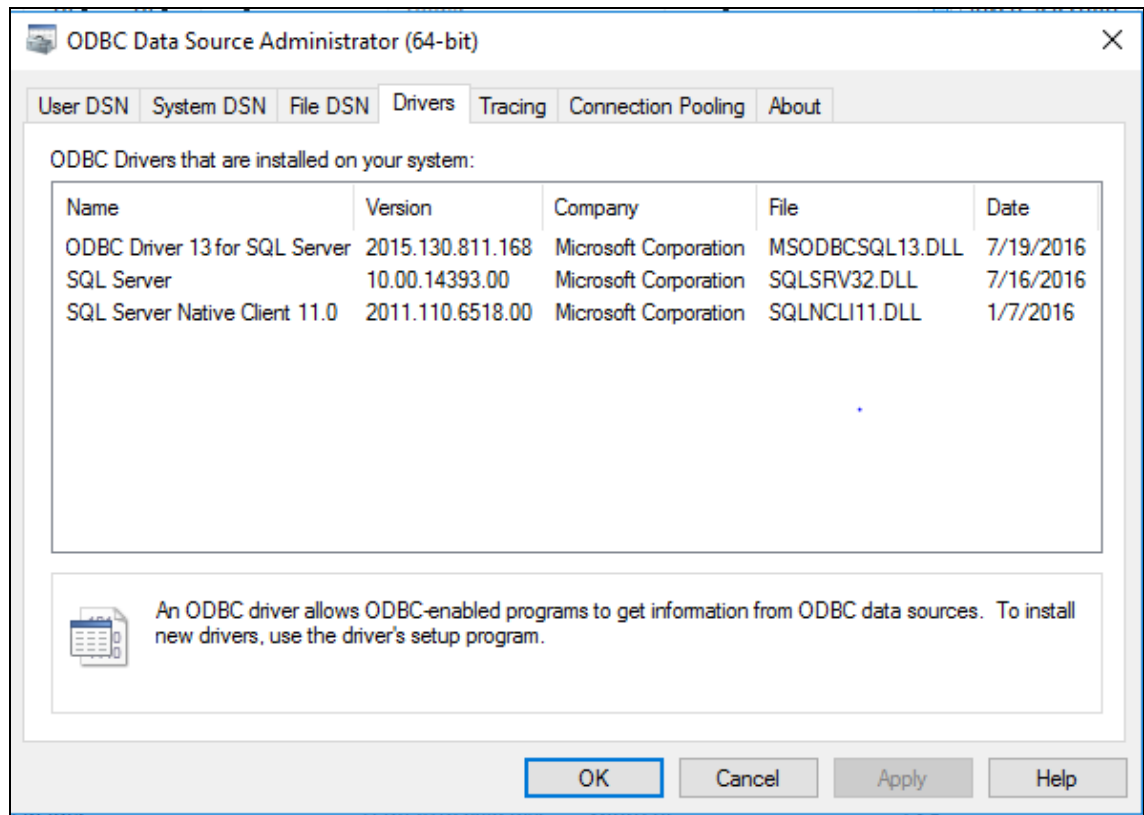 ODBC Data Source Administrator (64-bit)
User DSN System DSN File DSN Drivers Tracing Connection Pooling About
ODBC Drivers that are installed on your system:
Name Version Company File Date
ODBC Driver 13 for SQL Server 2015.130.811.168 Microsoft Corporation MSODBCSQL13.DLL 7/19/2016
SQL Server 10.00.14393.00 Microsoft Corporation SQLSRV32.DLL 7/16/2016
SQL Server Native Client 11.0 2011.110.6518.00 Microsoft Corporation SQLNCLI11.DLL 1/7/2016
An ODBC driver allows ODBC-enabled programs to get information from ODBC data sources. To install
new drivers, use the driver's setup program.
OK Cancel Apply Help